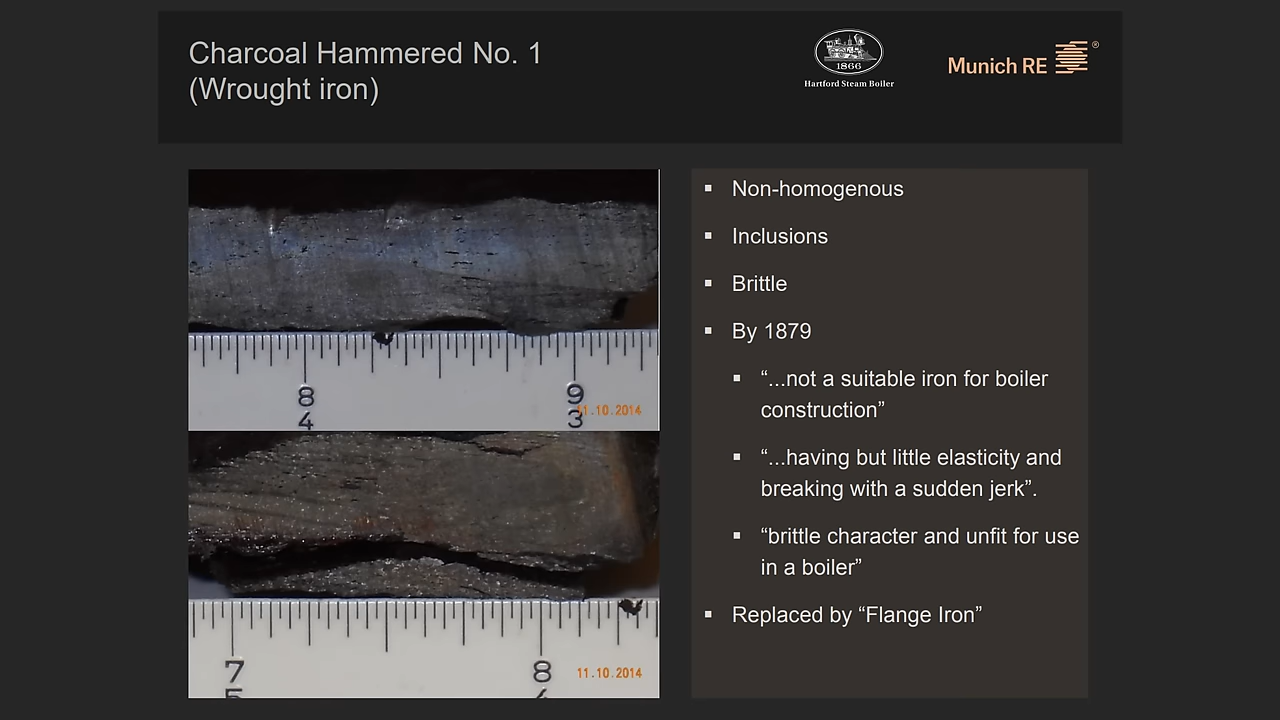 Charcoal Hammered No. 1
(Wrought iron)
1866
Hartford Steam Boiler
Munich RE
®
8
9
4
3
11.10.2014
7
8
11.10.2014
▪ Non-homogenous
▪ Inclusions
▪ Brittle
▪ By 1879
▪ “...not a suitable iron for boiler
construction”
▪ “...having but little elasticity and
breaking with a sudden jerk”.
▪ “brittle character and unfit for use
in a boiler”
▪ Replaced by “Flange Iron”